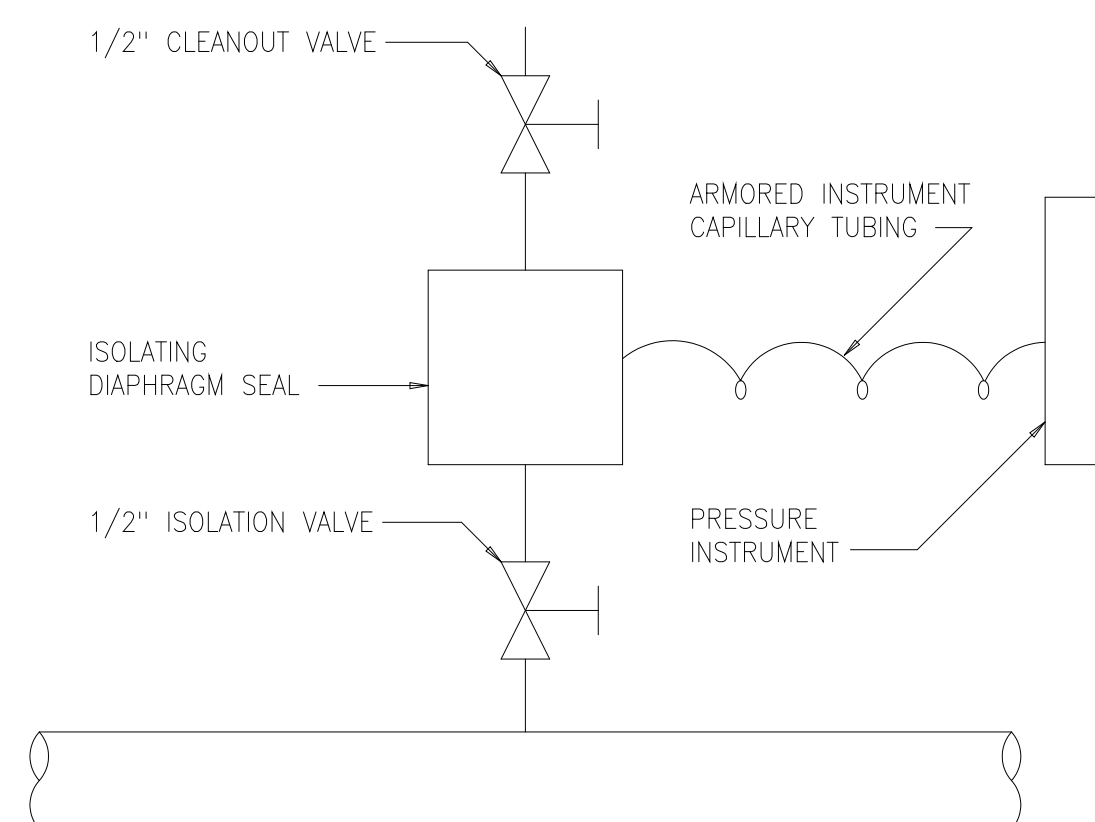 1/2" CLEANOUT VALVE
ARMORED INSTRUMENT
CAPILLARY TUBING
ISOLATING
DIAPHRAGM SEAL
1/2" ISOLATION VALVE
PRESSURE
INSTRUMENT